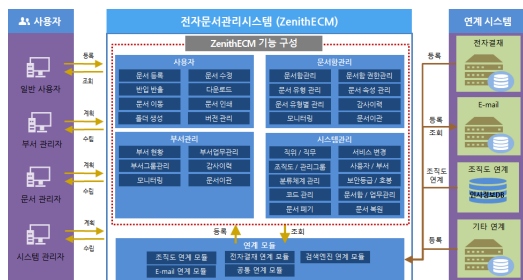 사용자
전자문서관리시스템 (ZenithECM)
연계 시스템
ZenithECM 기능 구성
등록
조회
일반 사용자
계획
수립
부서 관리자
계획
수립
문서 관리자
계획
수립
시스템 관리자
사용자
문서 등록
문서 수정
반입 반출
다운로드
문서 이동
문서 인쇄
폴더 생성
버전 관리
문서함관리
문서함관리
문서함 권한관리
문서 유형 관리
문서 속성 관리
문서 유형별 관리
감사이력
모니터링
문서이관
부서관리
부서 현황
부서업무관리
부서그룹관리
감사이력
모니터링
문서이관
시스템관리
직위 / 직무
서비스 변경
조직도 / 관리그룹
사용자 / 부서
분류체계 관리
보안등급 / 호봉
코드 관리
문서함 / 업무관리
문서 폐기
문서 복원
등록
조회
연계 모듈
조직도 연계 모듈
전자결재 연계 모듈
검색엔진 연계 모듈
E-mail 연계 모듈
공통 연계 모듈
등록
전자결재
등록
조회
E-mail
조직도
연계
조직도 연계
인사정보DB
등록
기타 연계